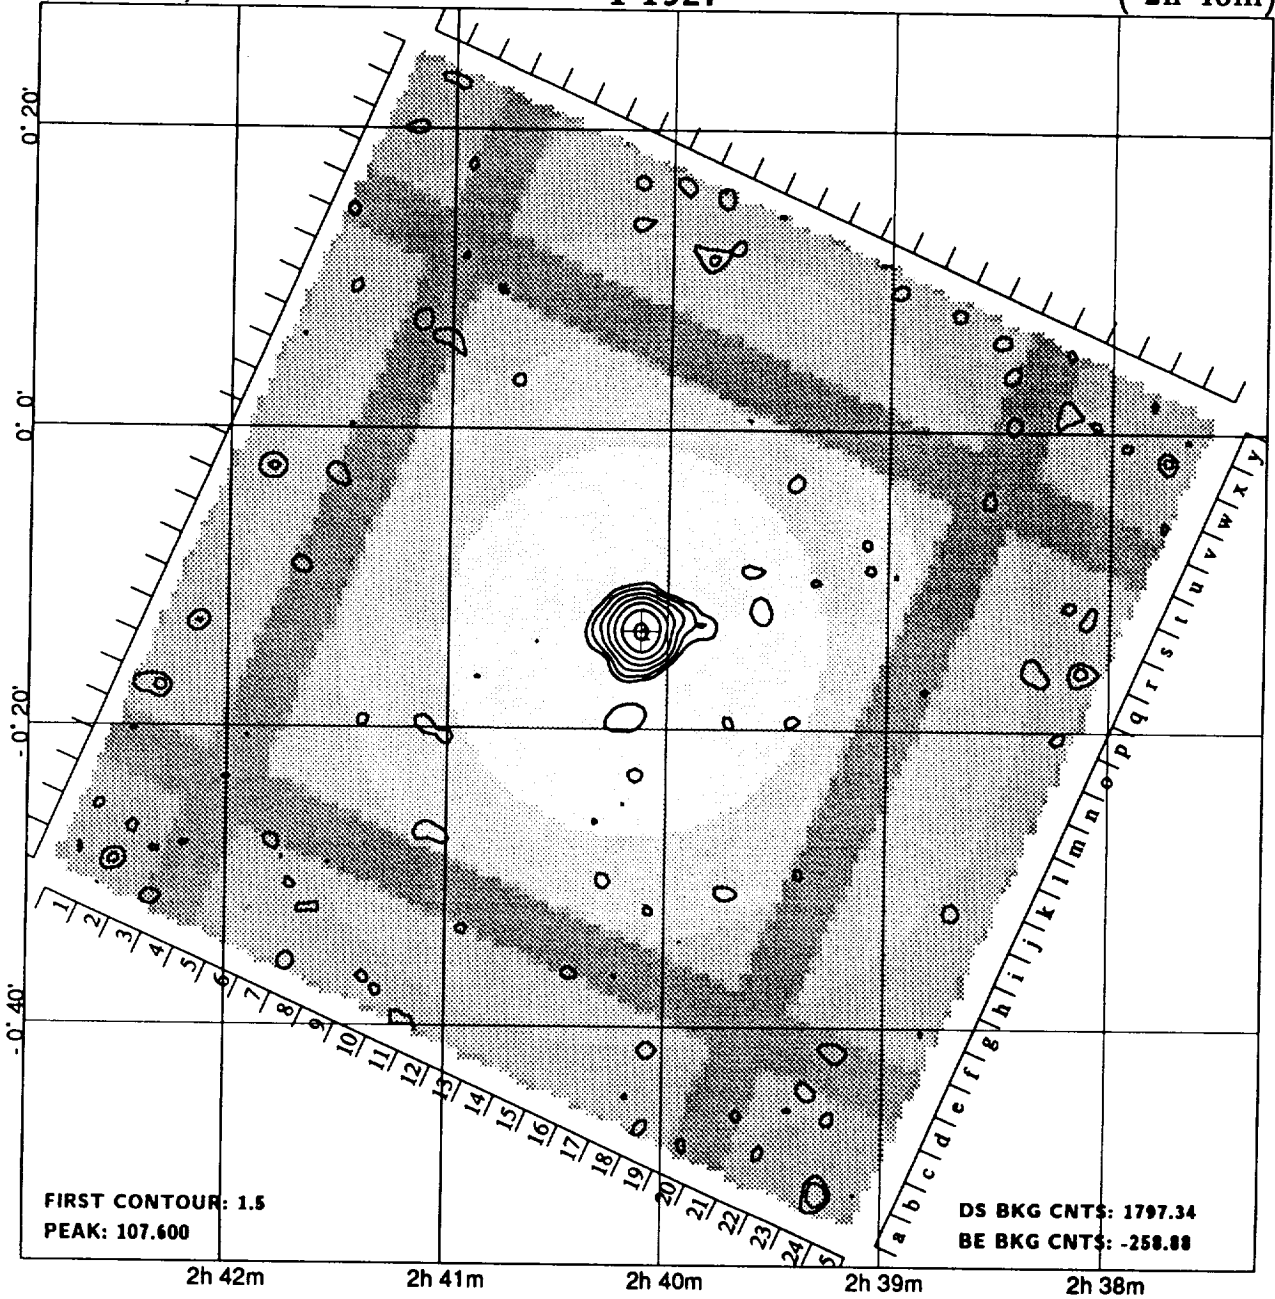 0° 20'
0° 0'
- 0° 20'
- 0° 40'
y
x
w
v
u
t
s
r
q
p
o
n
m
l
k
j
i
h
g
f
e
d
c
b
a
1 2 3 4 5 6 7 8 9 10 11 12 13 14 15 16 17 18 19 20 21 22 23 24
FIRST CONTOUR: 1.5
PEAK: 107.600
DS BKG CNTS: 1797.34
BE BKG CNTS: -258.88
2h 42m 2h 41m 2h 40m 2h 39m 2h 38m